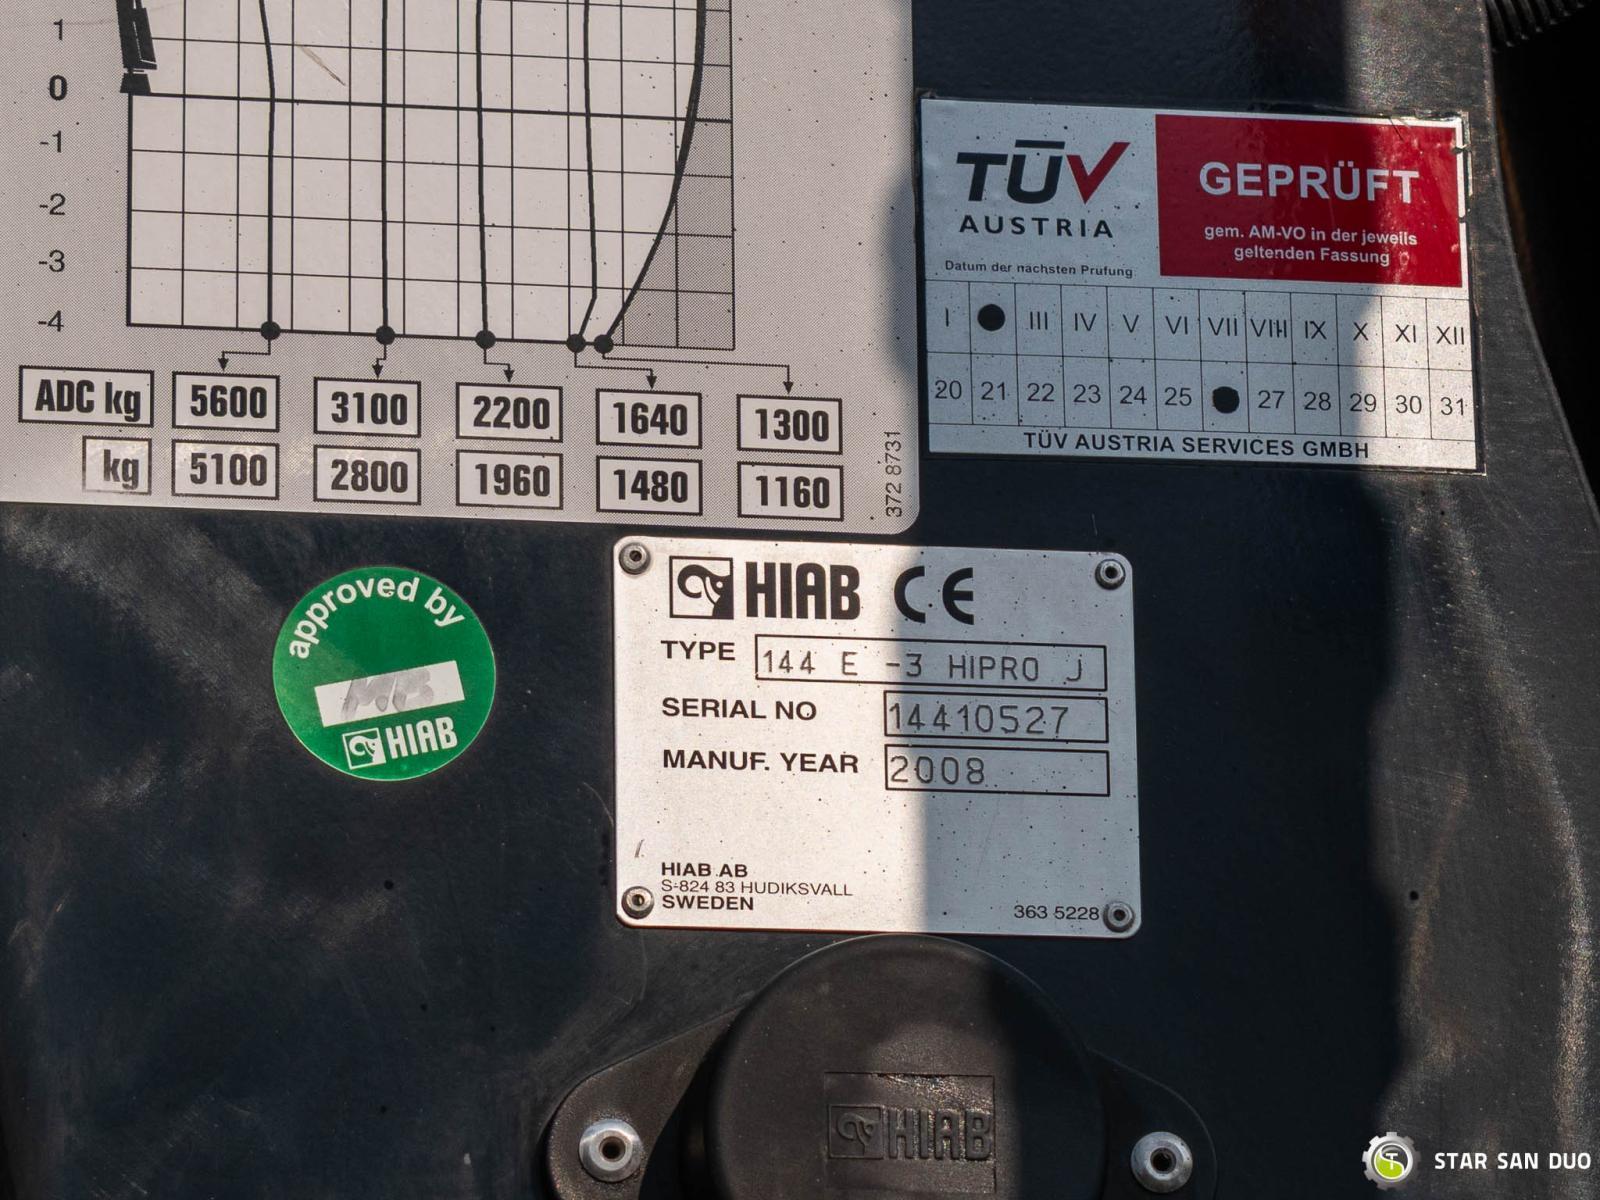 1
0
-1
-2
-3
-4
ADC kg 5600 3100 2200 1640 1300
kg 5100 2800 1960 1480 1160
372 8731
TÜV
AUSTRIA
GEPRÜFT
gem. AM-VO in der jeweils
geltenden Fassung
Datum der nächsten Prüfung
I III IV V VI VII VIII IX X XI XII
20 21 22 23 24 25 27 28 29 30 31
TÜV AUSTRIA SERVICES GMBH
approved by
HIAB
HIAB CE
TYPE 144 E -3 HIPRO J
SERIAL NO 14410527
MANUF. YEAR 2008
HIAB AB
S-824 83 HUDIKSVALL
SWEDEN
363 5228
HIAB
STAR SAN DUO